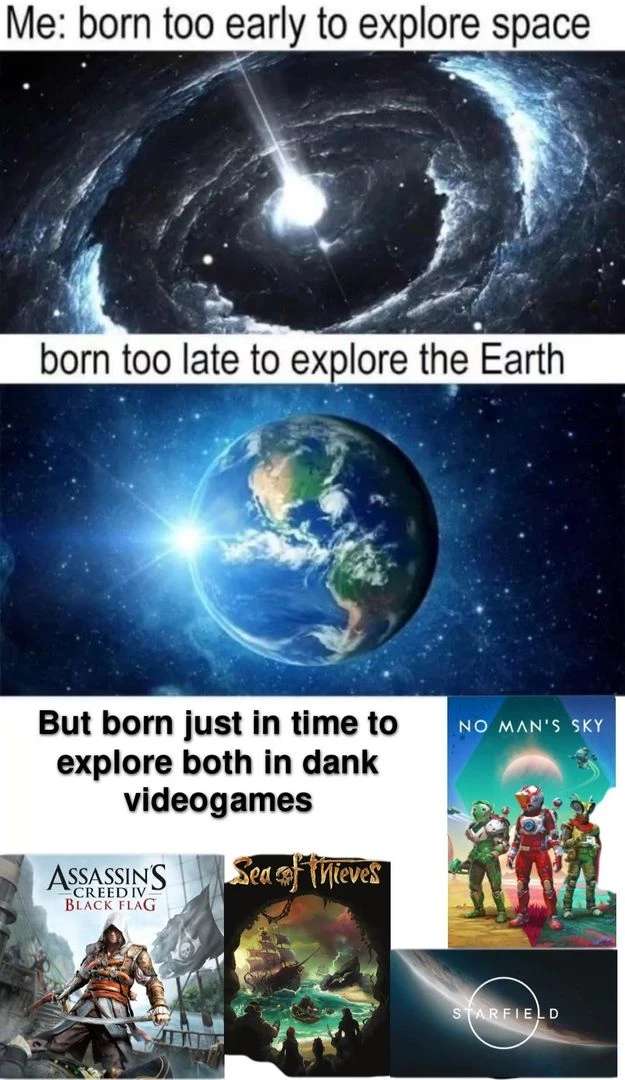 Me: born too early to explore space
born too late to explore the Earth
But born just in time to
explore both in dank
videogames
NO MAN'S SKY
ASSASSIN'S
CREED IV
BLACK FLAG
Sea of Thieves
STARFIELD